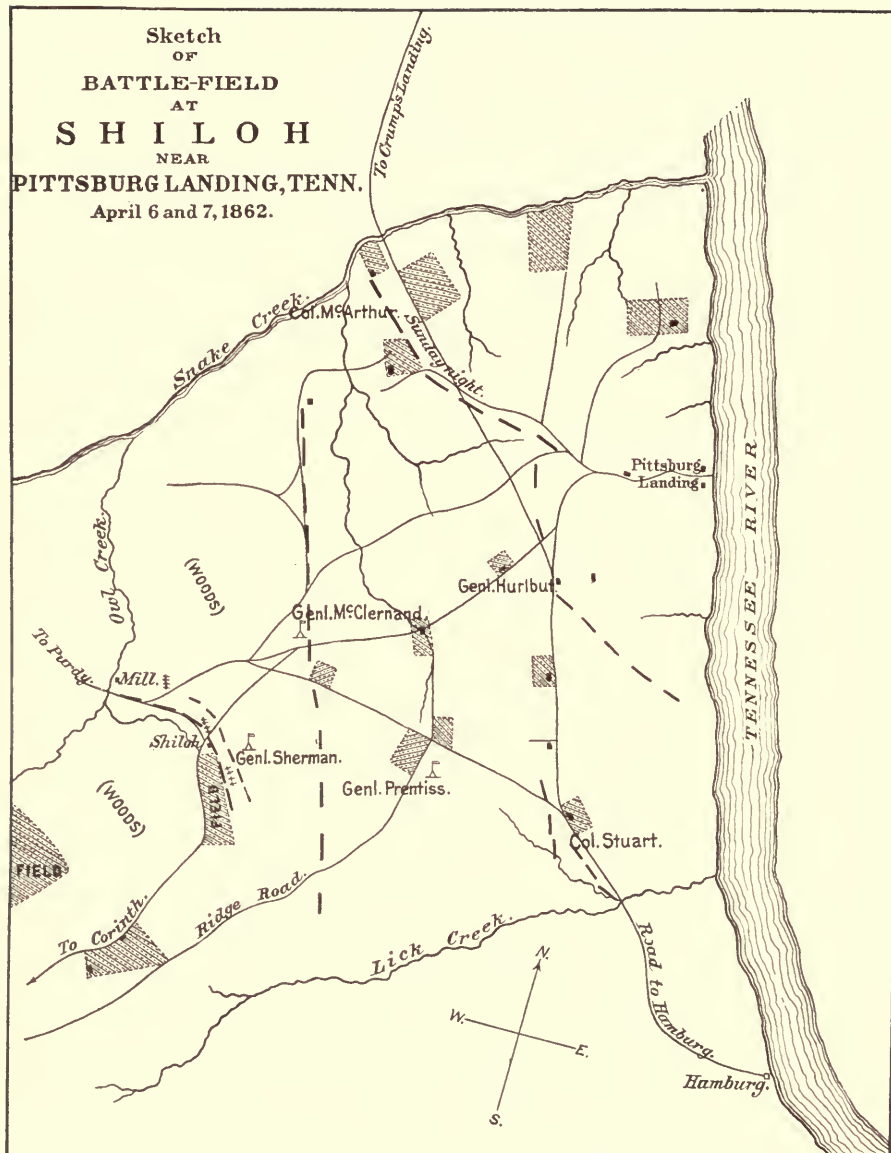 Sketch
OF
BATTLE-FIELD
AT
SHILOH
NEAR
PITTSBURG LANDING, TENN.
April 6 and 7, 1862.
To Crump's Landing.
Snake Creek.
Col. McArthur.
Sunday night.
Pittsburg
Landing
TENNESSEE RIVER
Owl Creek.
(WOODS)
Genl. Hurlbut.
Genl. McClernand.
To Purdy.
Mill.
Shiloh
Genl. Sherman.
Genl. Prentiss.
(WOODS)
FIELD
FIELD
Col. Stuart.
To Corinth.
Ridge Road.
Lick Creek.
N.
W.
E.
S.
Road to Hamburg.
Hamburg.